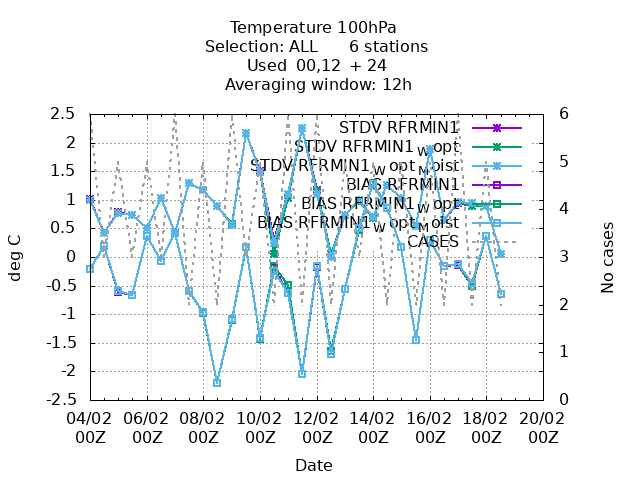 Temperature 100hPa
Selection: ALL 6 stations
Used 00,12 + 24
Averaging window: 12h
2.5
2
1.5
1
0.5
0
-0.5
-1
-1.5
-2
-2.5
deg C
6
5
4
3
2
1
0
No cases
STDV RFRMIN1
STDV RFRMIN1_W opt
STDV RFRMIN1_W opt_M oist
BIAS RFRMIN1
BIAS RFRMIN1_W opt
BIAS RFRMIN1_W opt_M oist
CASES
04/02 06/02 08/02 10/02 12/02 14/02 16/02 18/02 20/02
00Z 00Z 00Z 00Z 00Z 00Z 00Z 00Z 00Z
Date